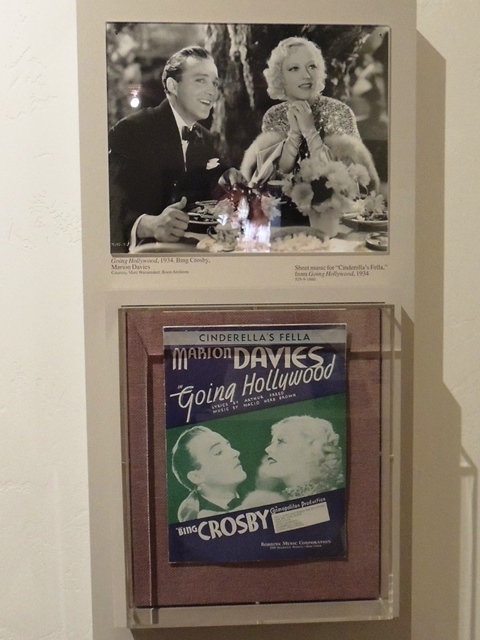 Going Hollywood, 1934. Bing Crosby,
Marion Davies
Sheet music for "Cinderella's Fella,"
from Going Hollywood, 1934
CINDERELLA'S FELLA
MARION DAVIES
in Going Hollywood
LYRICS BY ARTHUR FREED
MUSIC BY NACIO HERB BROWN
BING CROSBY
Cosmopolitan Production
ROBBINS MUSIC CORPORATION